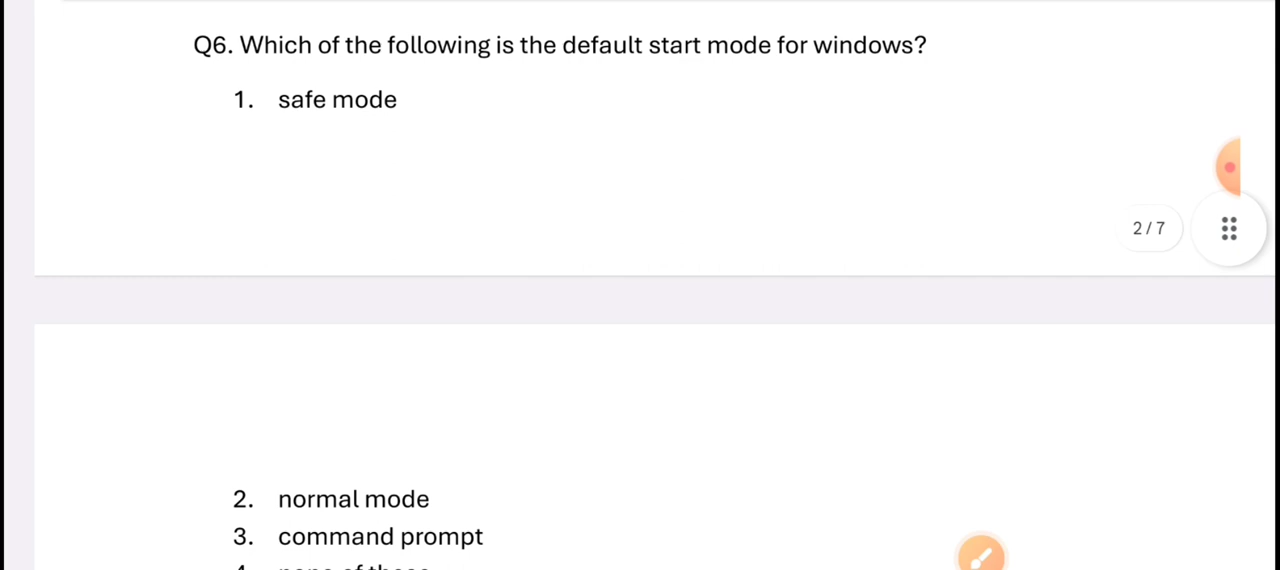 Q6. Which of the following is the default start mode for windows?
1. safe mode
2/7
2. normal mode
3. command prompt